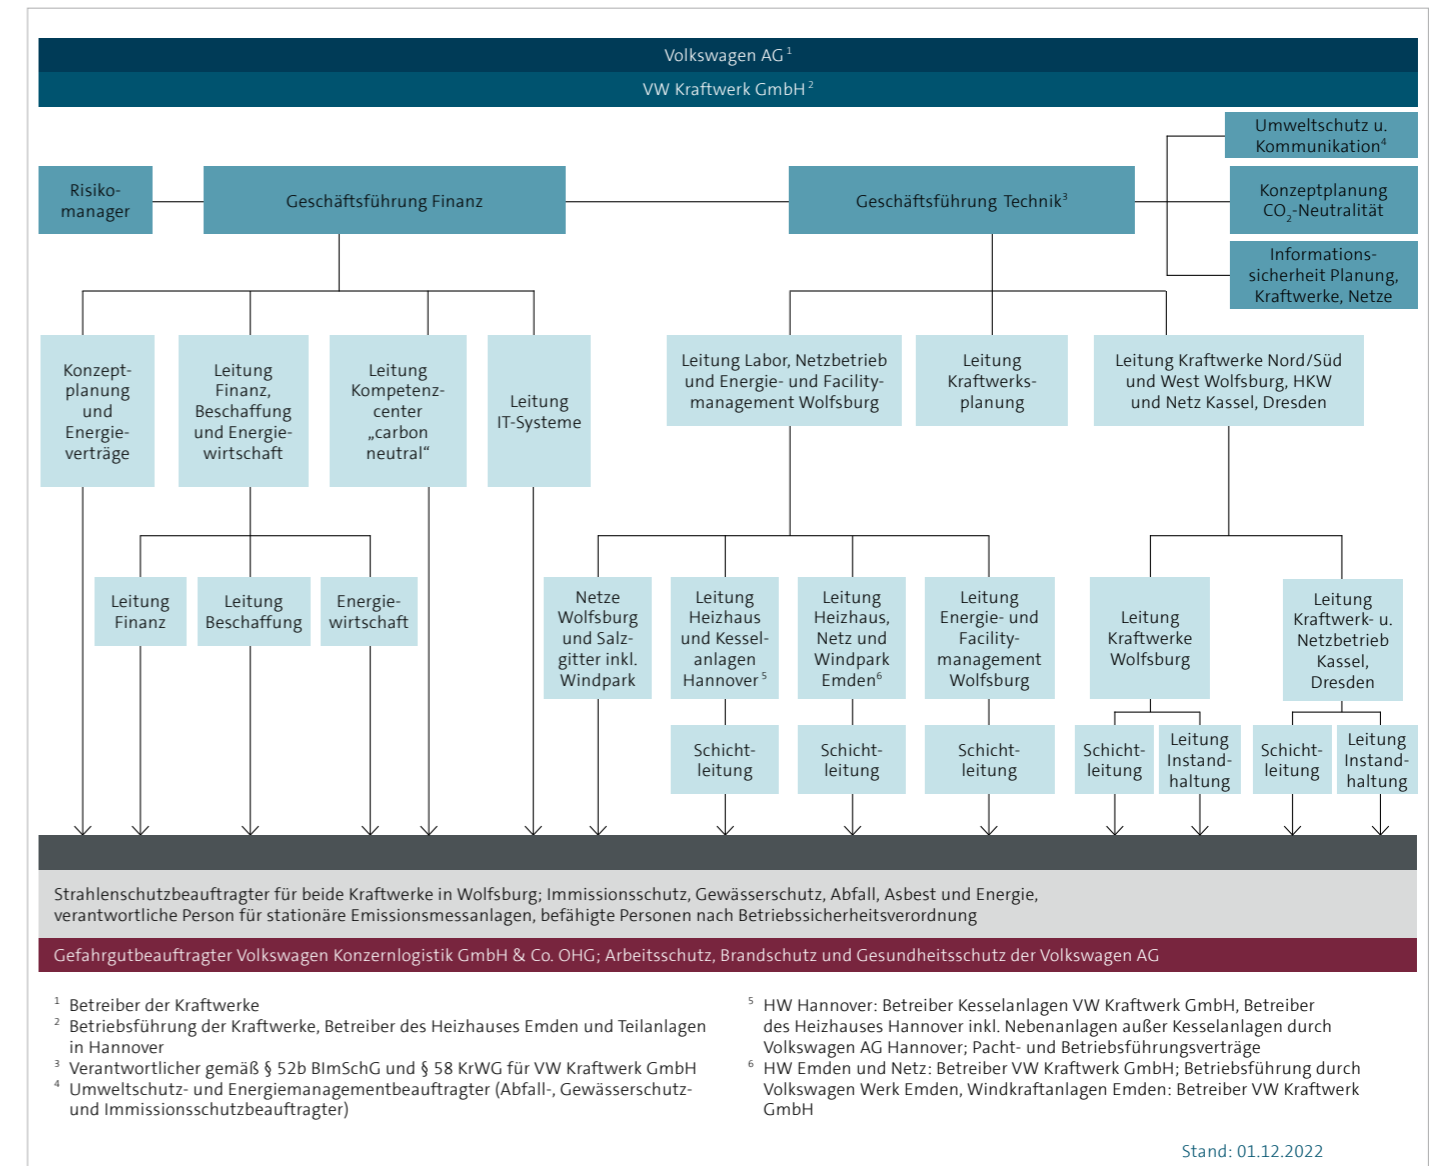 Volkswagen AG 1
VW Kraftwerk GmbH 2
Umweltschutz u.
Kommunikation4
Risiko-
manager
Geschäftsführung Finanz
Geschäftsführung Technik3
Konzeptplanung
CO2-Neutralität
Informations-
sicherheit Planung,
Kraftwerke, Netze
Konzept-
planung
und
Energie-
verträge
Leitung
Finanz,
Beschaffung
und Energie-
wirtschaft
Leitung
Kompetenz-
center
„carbon
neutral“
Leitung
IT-Systeme
Leitung Labor, Netzbetrieb
und Energie- und Facility-
management Wolfsburg
Leitung
Kraftwerks-
planung
Leitung Kraftwerke Nord/Süd
und West Wolfsburg, HKW
und Netz Kassel, Dresden
Leitung
Finanz
Leitung
Beschaffung
Energie-
wirtschaft
Netze
Wolfsburg
und Salz-
gitter inkl.
Windpark
Leitung
Heizhaus
und Kessel-
anlagen
Hannover 5
Leitung
Heizhaus,
Netz und
Windpark
Emden6
Leitung
Energie- und
Facility-
management
Wolfsburg
Leitung
Kraftwerke
Wolfsburg
Leitung
Kraftwerk- u.
Netzbetrieb
Kassel,
Dresden
Schicht-
leitung
Schicht-
leitung
Schicht-
leitung
Schicht-
leitung
Leitung
Instand-
haltung
Schicht-
leitung
Leitung
Instand-
haltung
Strahlenschutzbeauftragter für beide Kraftwerke in Wolfsburg; Immissionsschutz, Gewässerschutz, Abfall, Asbest und Energie,
verantwortliche Person für stationäre Emissionsmessanlagen, befähigte Personen nach Betriebssicherheitsverordnung
Gefahrgutbeauftragter Volkswagen Konzernlogistik GmbH & Co. OHG; Arbeitsschutz, Brandschutz und Gesundheitsschutz der Volkswagen AG
1 Betreiber der Kraftwerke
2 Betriebsführung der Kraftwerke, Betreiber des Heizhauses Emden und Teilanlagen
in Hannover
3 Verantwortlicher gemäß § 52b BImSchG und § 58 KrWG für VW Kraftwerk GmbH
4 Umweltschutz- und Energiemanagementbeauftragter (Abfall-, Gewässerschutz-
und Immissionsschutzbeauftragter)
5 HW Hannover: Betreiber Kesselanlagen VW Kraftwerk GmbH, Betreiber
des Heizhauses Hannover inkl. Nebenanlagen außer Kesselanlagen durch
Volkswagen AG Hannover; Pacht- und Betriebsführungsverträge
6 HW Emden und Netz: Betreiber VW Kraftwerk GmbH; Betriebsführung durch
Volkswagen Werk Emden, Windkraftanlagen Emden: Betreiber VW Kraftwerk
GmbH
Stand: 01.12.2022